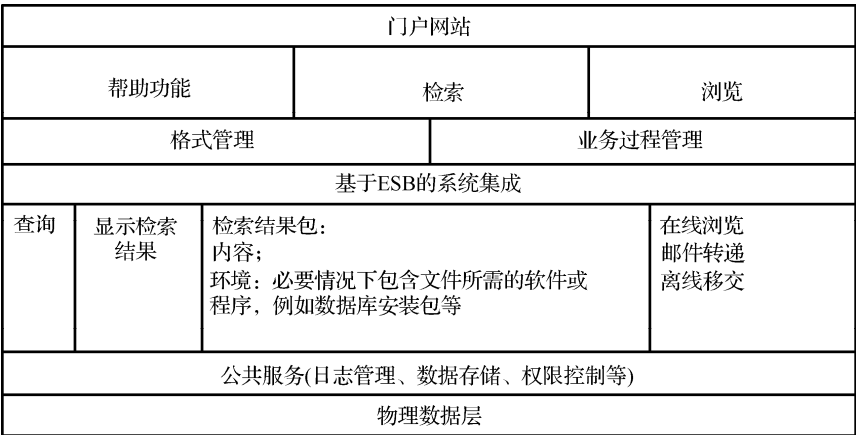 门户网站
帮助功能
检索
浏览
格式管理
业务过程管理
基于ESB的系统集成
查询
显示检索
结果
检索结果包：
内容；
环境：必要情况下包含文件所需的软件或
程序，例如数据库安装包等
在线浏览
邮件转递
离线移交
公共服务(日志管理、数据存储、权限控制等)
物理数据层